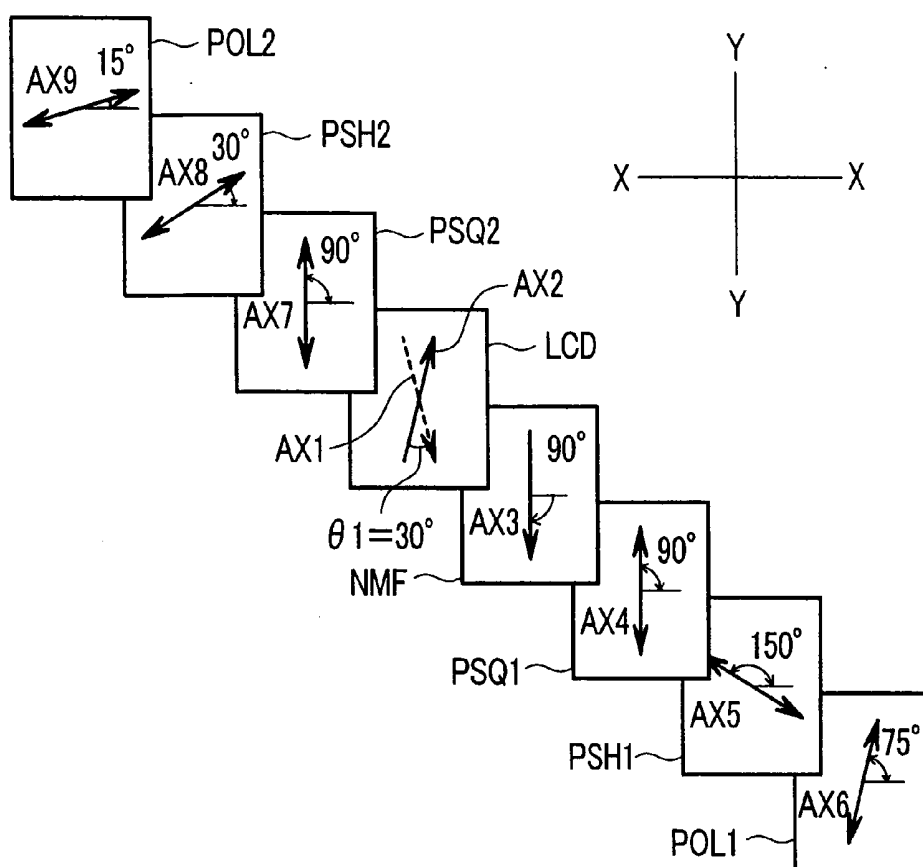 POL2
15°
AX9
Y
PSH2
30°
AX8
X
X
PSQ2
90°
AX7
AX2
Y
LCD
AX1
90°
θ1=30°
AX3
NMF
90°
AX4
PSQ1
150°
AX5
PSH1
75°
AX6
POL1